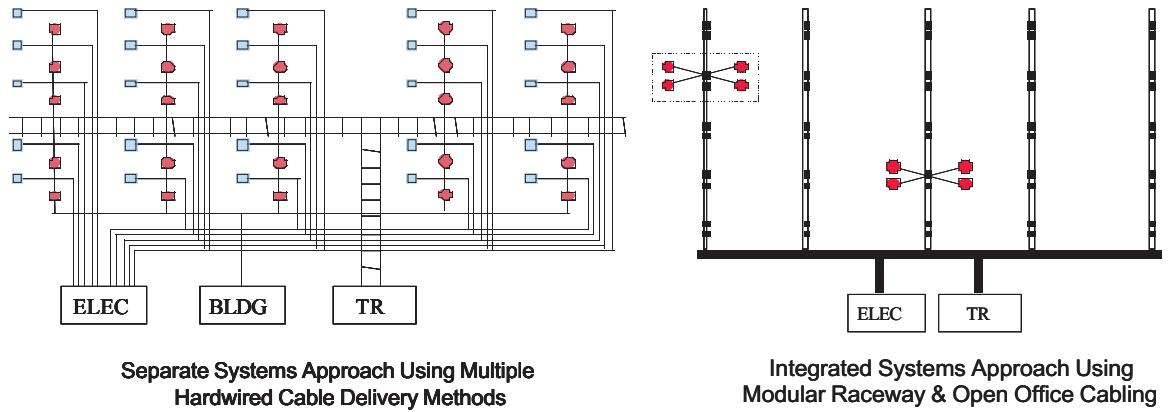 ELEC
BLDG
TR
ELEC
TR
Separate Systems Approach Using Multiple
Hardwired Cable Delivery Methods
Integrated Systems Approach Using
Modular Raceway & Open Office Cabling